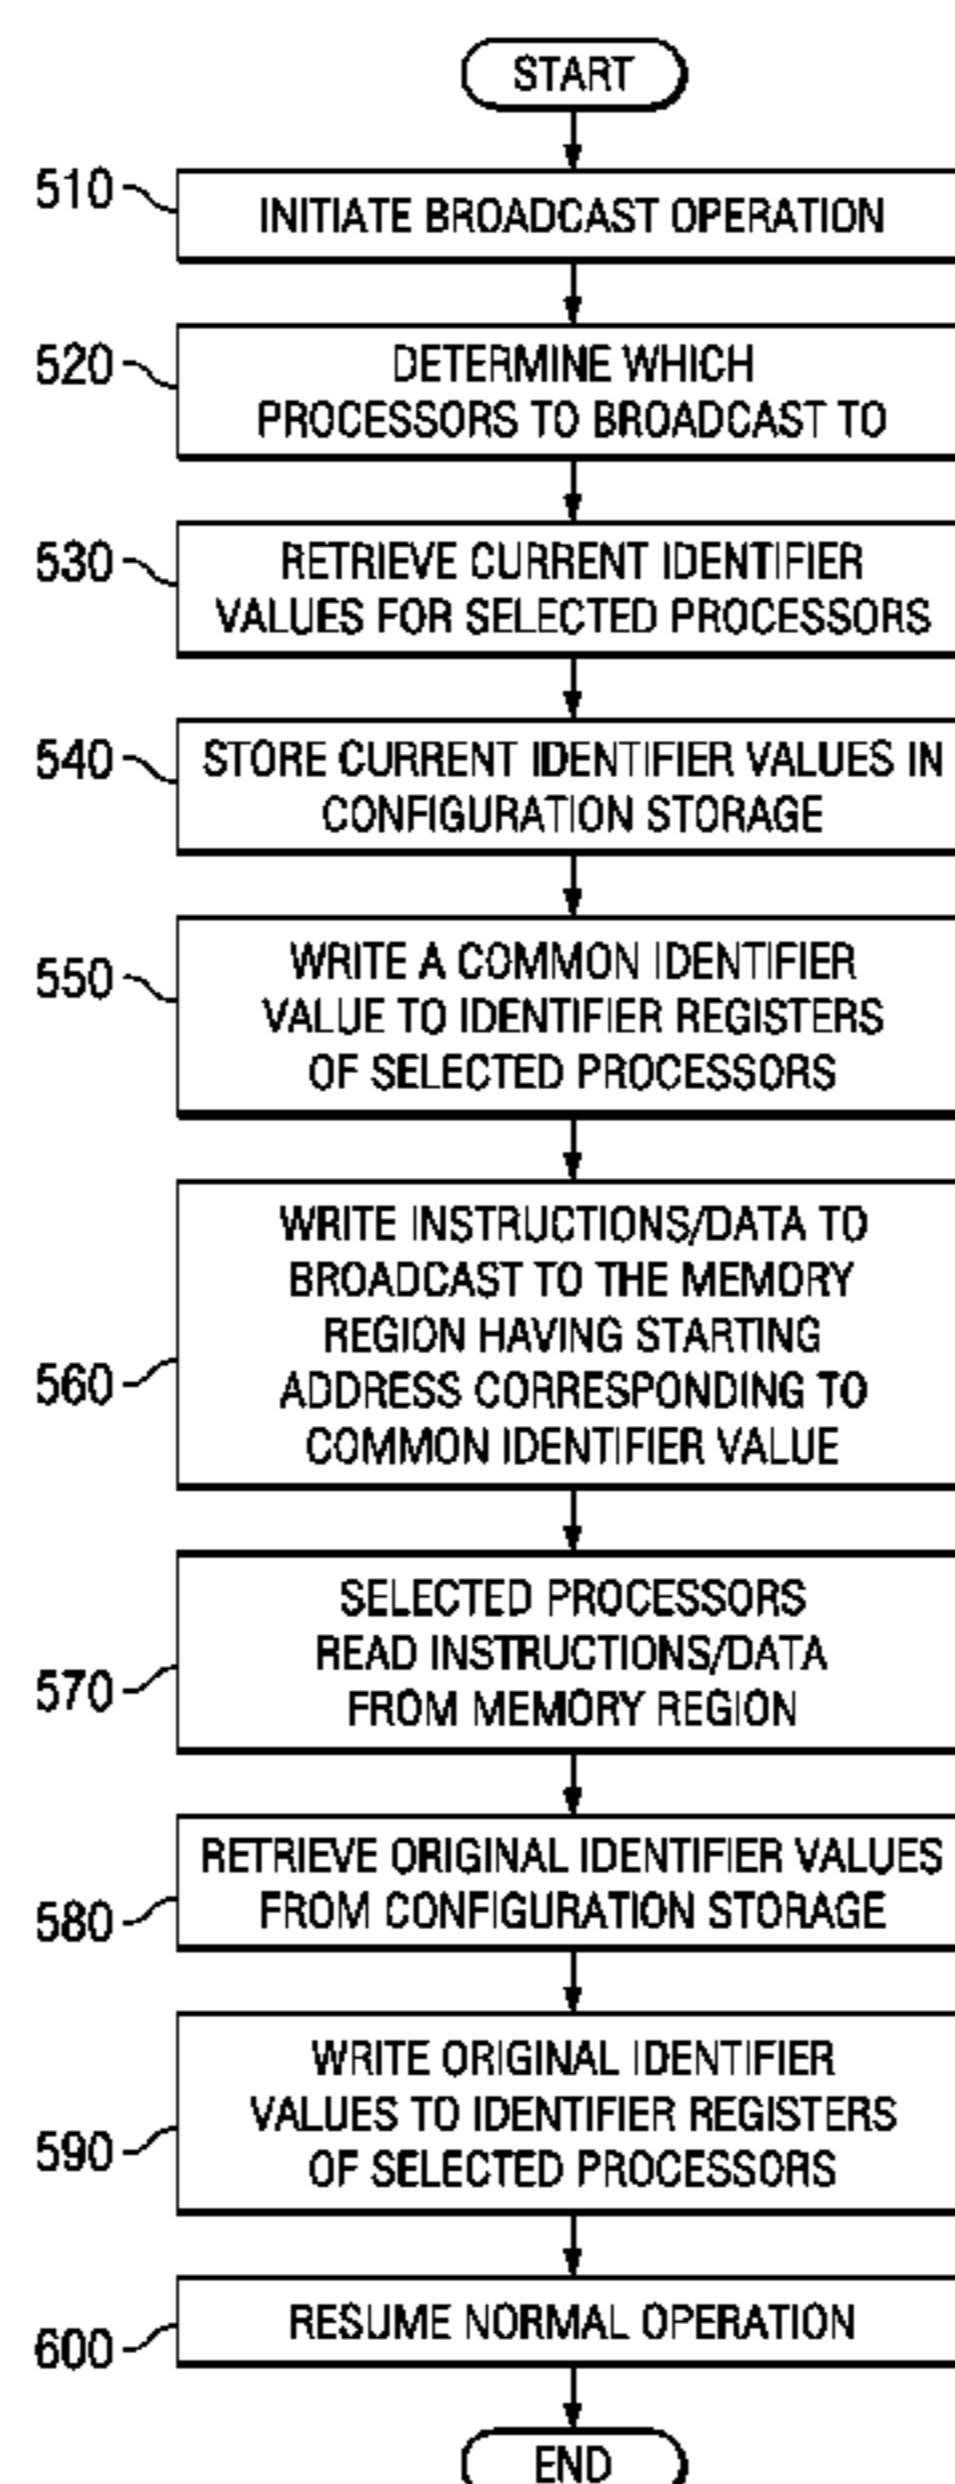 START
510
INITIATE BROADCAST OPERATION
520
DETERMINE WHICH
PROCESSORS TO BROADCAST TO
530
RETRIEVE CURRENT IDENTIFIER
VALUES FOR SELECTED PROCESSORS
540
STORE CURRENT IDENTIFIER VALUES IN
CONFIGURATION STORAGE
550
WRITE A COMMON IDENTIFIER
VALUE TO IDENTIFIER REGISTERS
OF SELECTED PROCESSORS
560
WRITE INSTRUCTIONS/DATA TO
BROADCAST TO THE MEMORY
REGION HAVING STARTING
ADDRESS CORRESPONDING TO
COMMON IDENTIFIER VALUE
570
SELECTED PROCESSORS
READ INSTRUCTIONS/DATA
FROM MEMORY REGION
580
RETRIEVE ORIGINAL IDENTIFIER VALUES
FROM CONFIGURATION STORAGE
590
WRITE ORIGINAL IDENTIFIER
VALUES TO IDENTIFIER REGISTERS
OF SELECTED PROCESSORS
600
RESUME NORMAL OPERATION
END